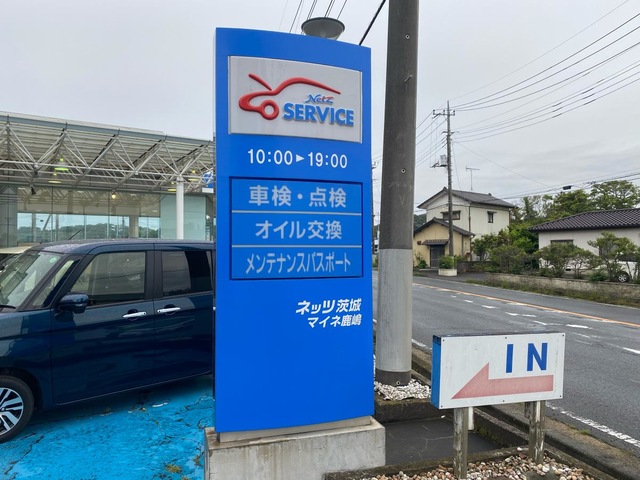 Netz
SERVICE
10:00▶19:00
車検・点検
オイル交換
メンテナンスパスポート
ネッツ茨城
マイネ鹿嶋
IN